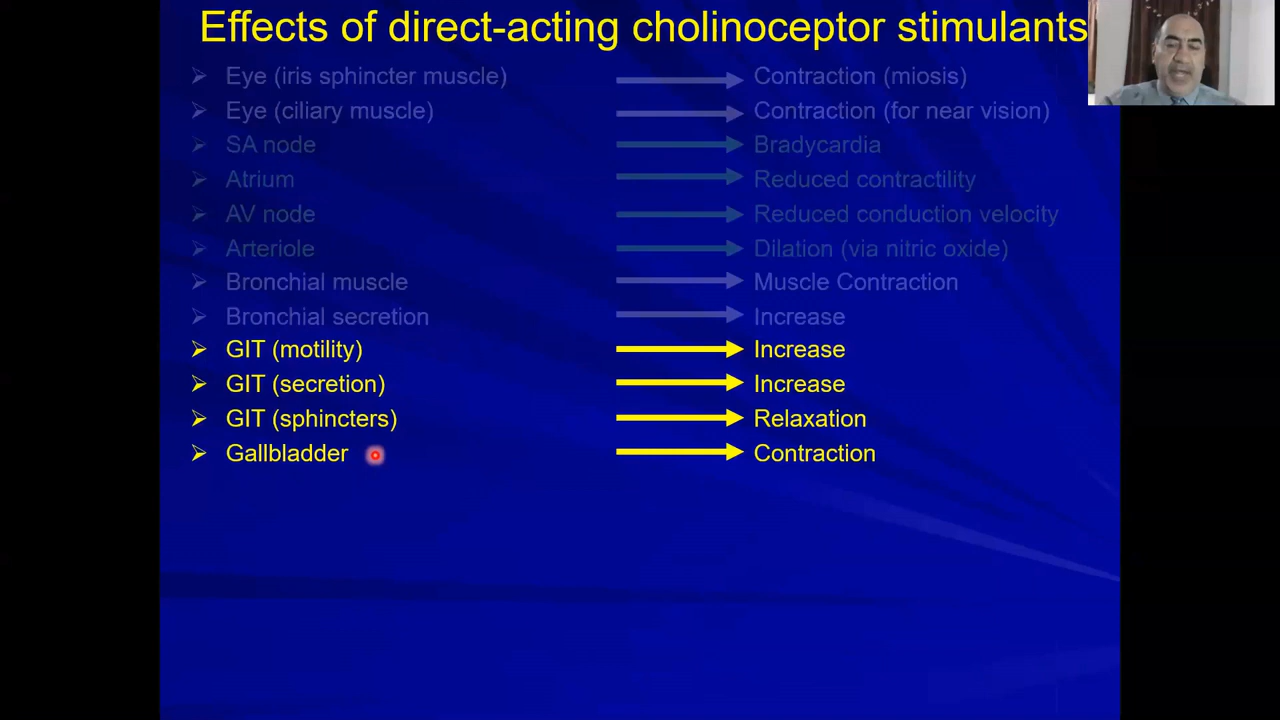 Effects of direct-acting cholinoceptor stimulants
➢ Eye (iris sphincter muscle) Contraction (miosis)
➢ Eye (ciliary muscle) Contraction (for near vision)
➢ SA node Bradycardia
➢ Atrium Reduced contractility
➢ AV node Reduced conduction velocity
➢ Arteriole Dilation (via nitric oxide)
➢ Bronchial muscle Muscle Contraction
➢ Bronchial secretion Increase
➢ GIT (motility) Increase
➢ GIT (secretion) Increase
➢ GIT (sphincters) Relaxation
➢ Gallbladder Contraction